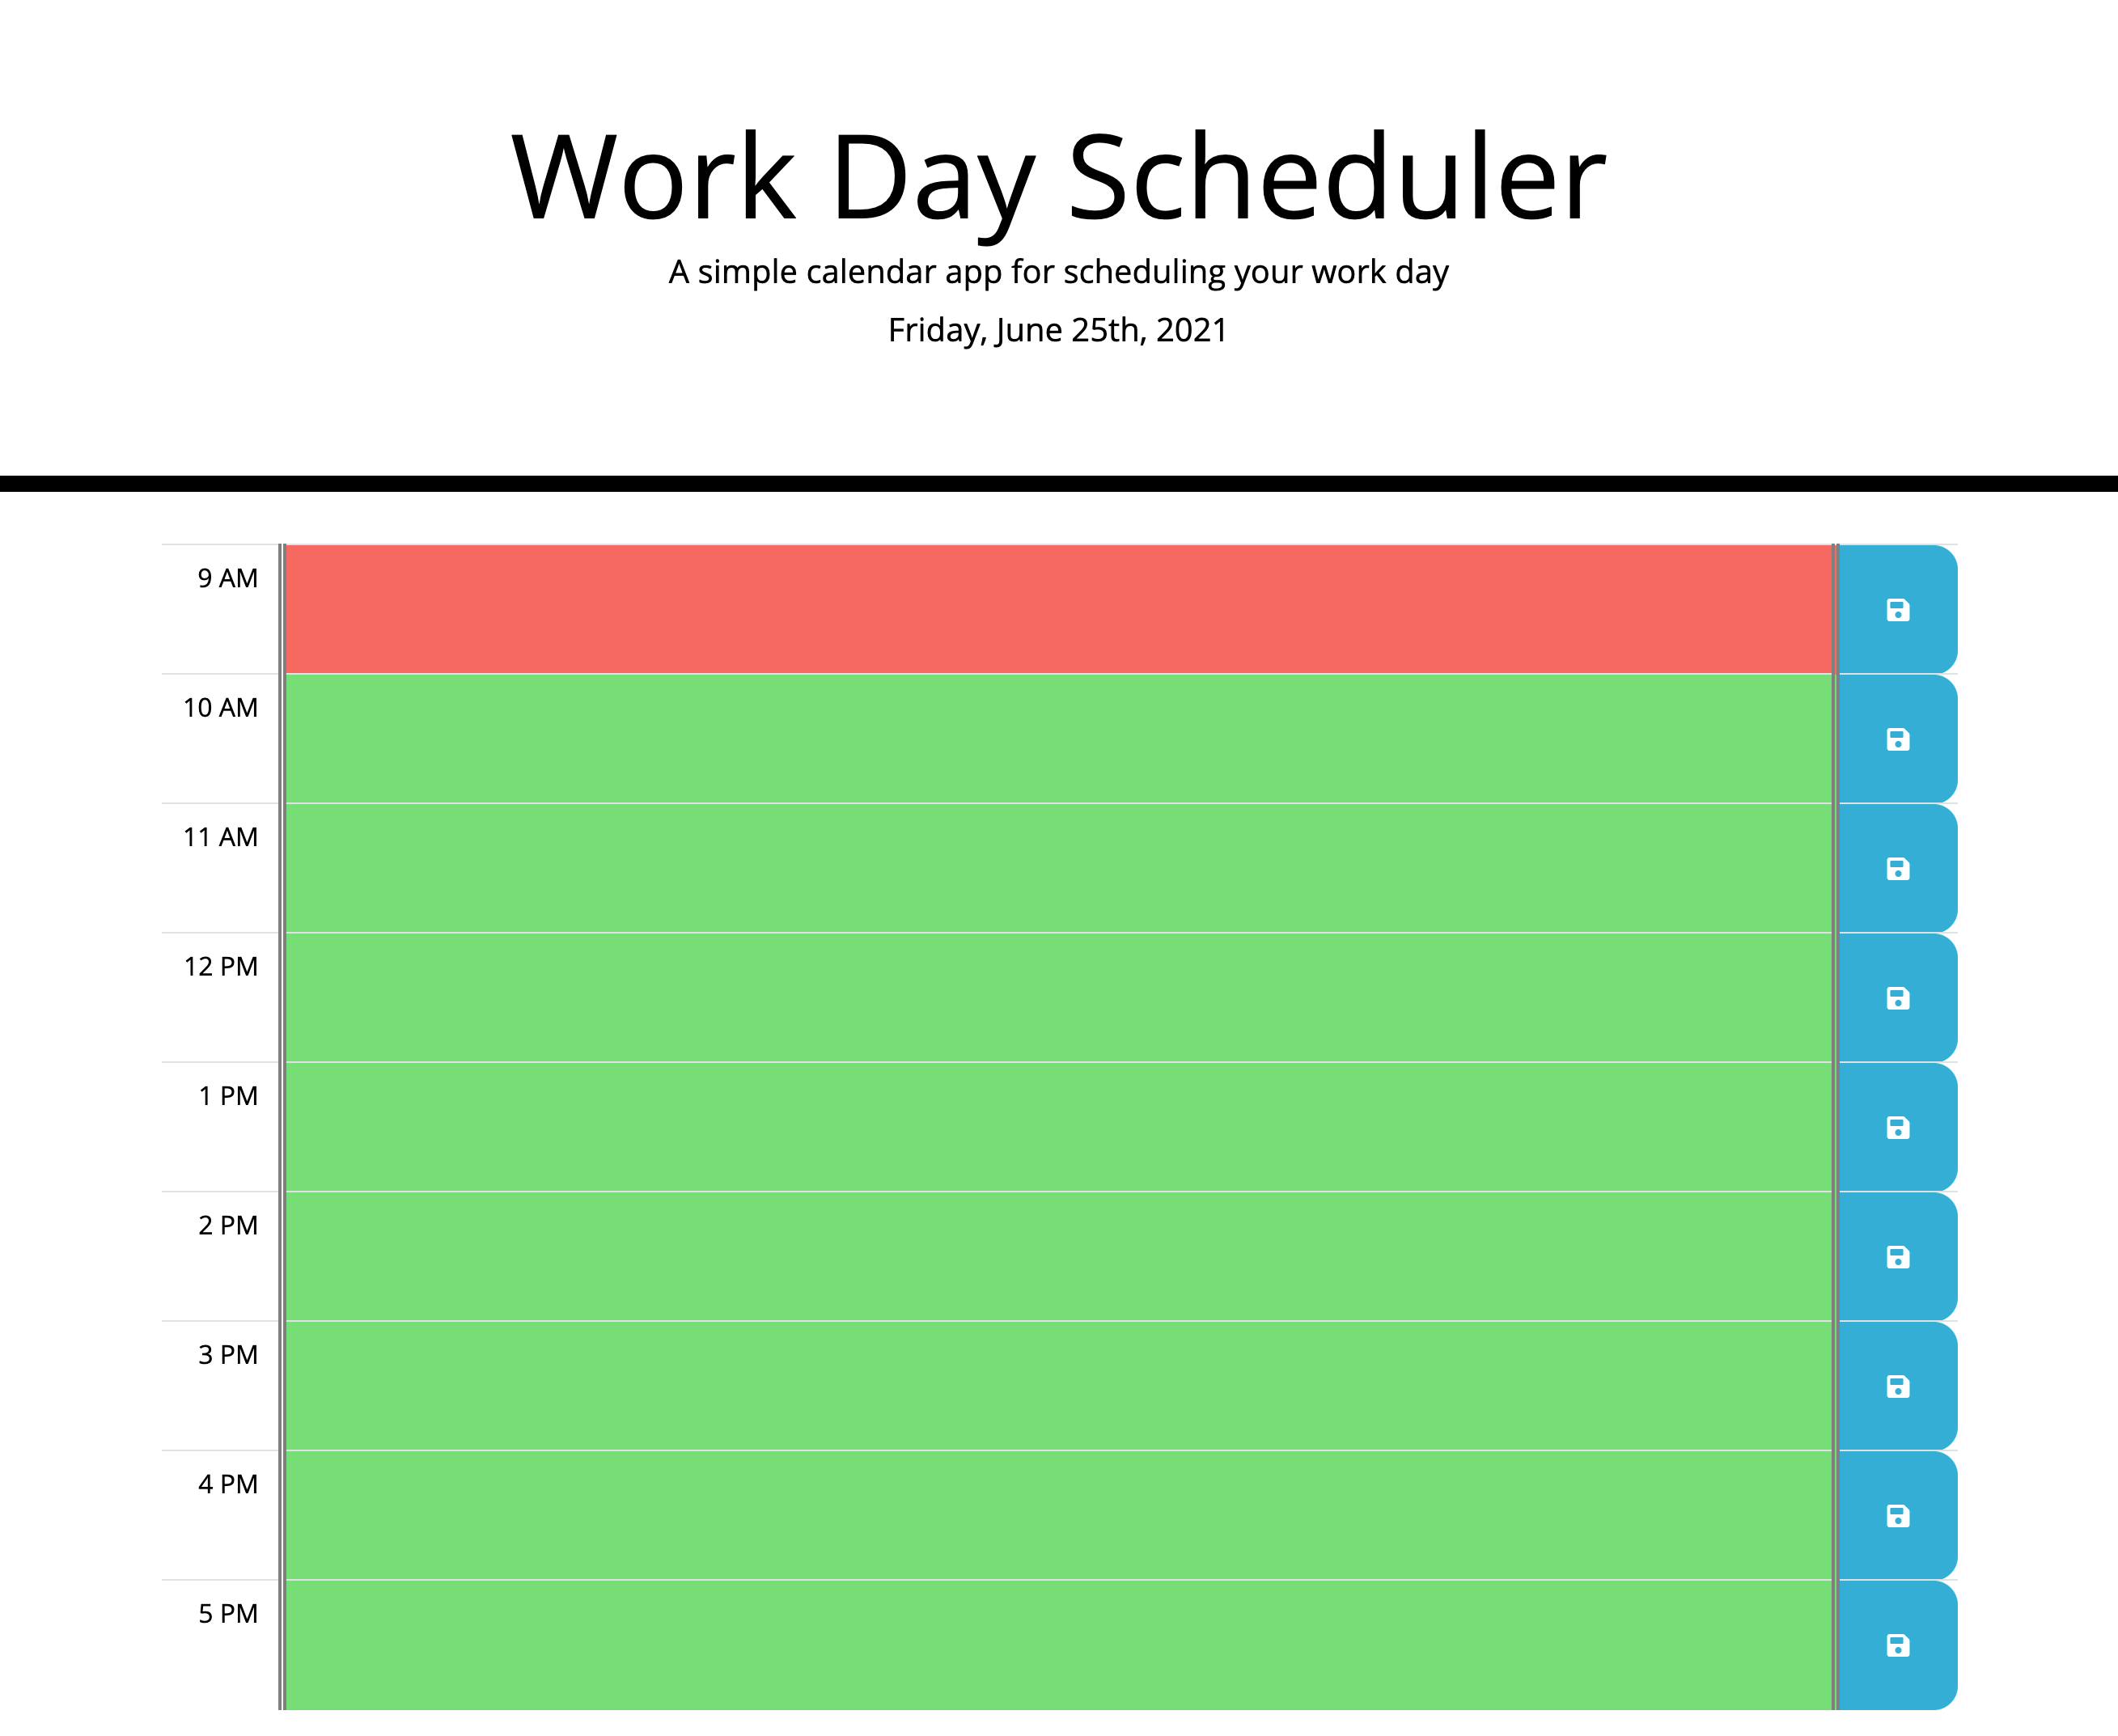 Work Day Scheduler
A simple calendar app for scheduling your work day
Friday, June 25th, 2021
9 AM
10 AM
11 AM
12 PM
1 PM
2 PM
3 PM
4 PM
5 PM